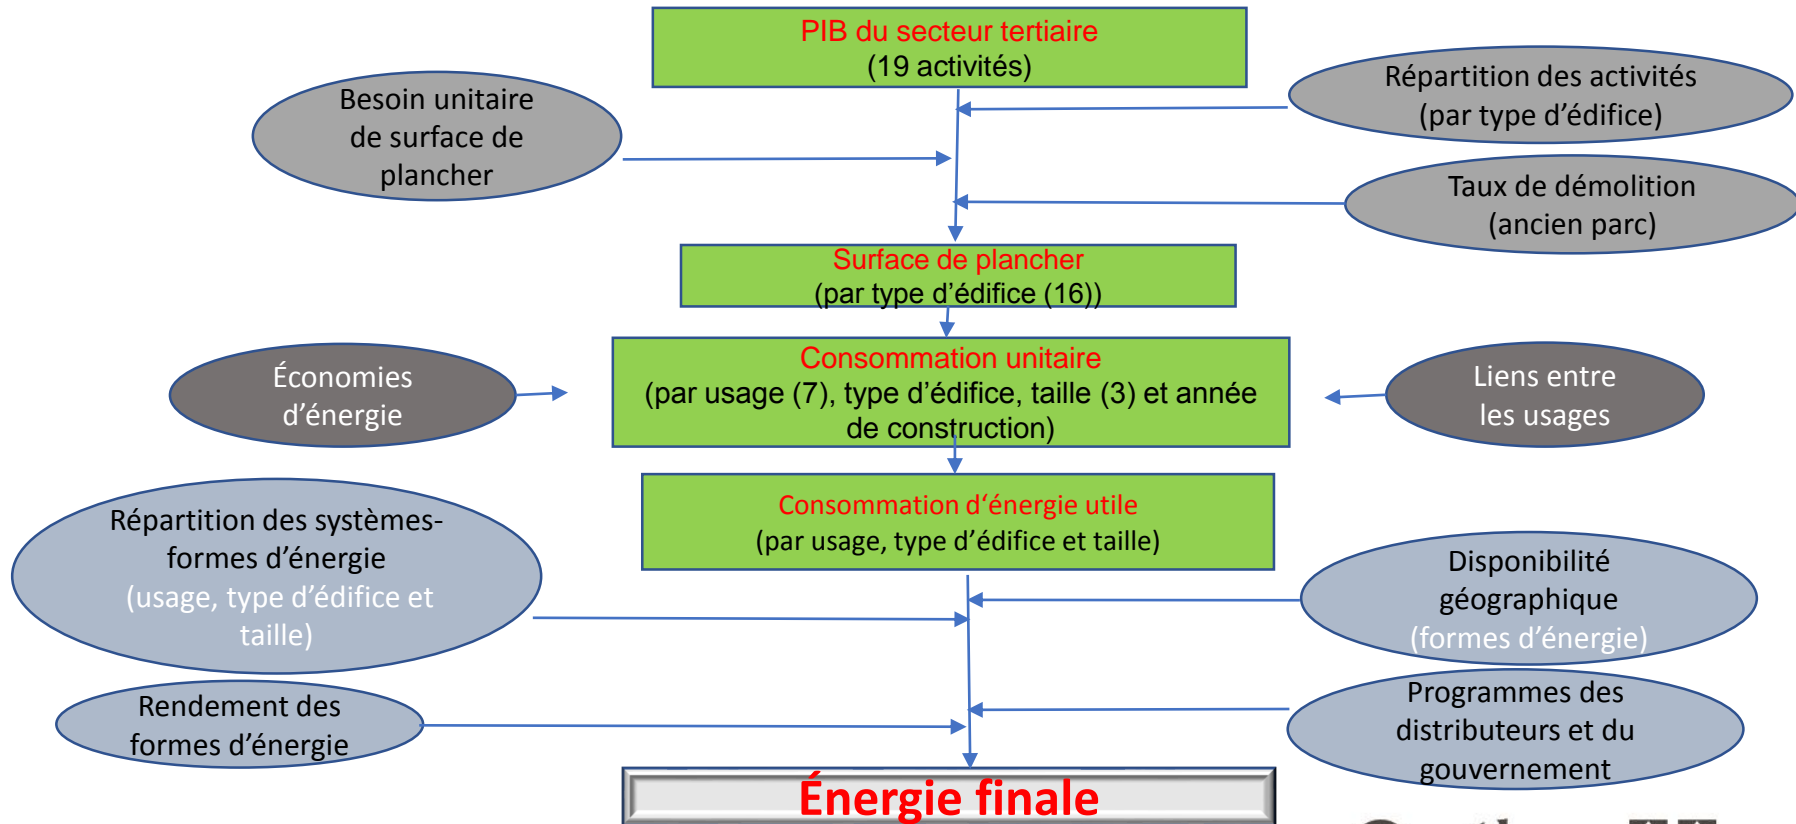 PIB du secteur tertiaire
(19 activités)
Besoin unitaire
de surface de
plancher
Répartition des activités
(par type d’édifice)
Taux de démolition
(ancien parc)
Surface de plancher
(par type d’édifice (16))
Consommation unitaire
(par usage (7), type d’édifice, taille (3) et année
de construction)
Économies
d’énergie
Liens entre
les usages
Consommation d‘énergie utile
(par usage, type d’édifice et taille)
Répartition des systèmes-
formes d’énergie
(usage, type d’édifice et
taille)
Disponibilité
géographique
(formes d’énergie)
Rendement des
formes d’énergie
Programmes des
distributeurs et du
gouvernement
Énergie finale